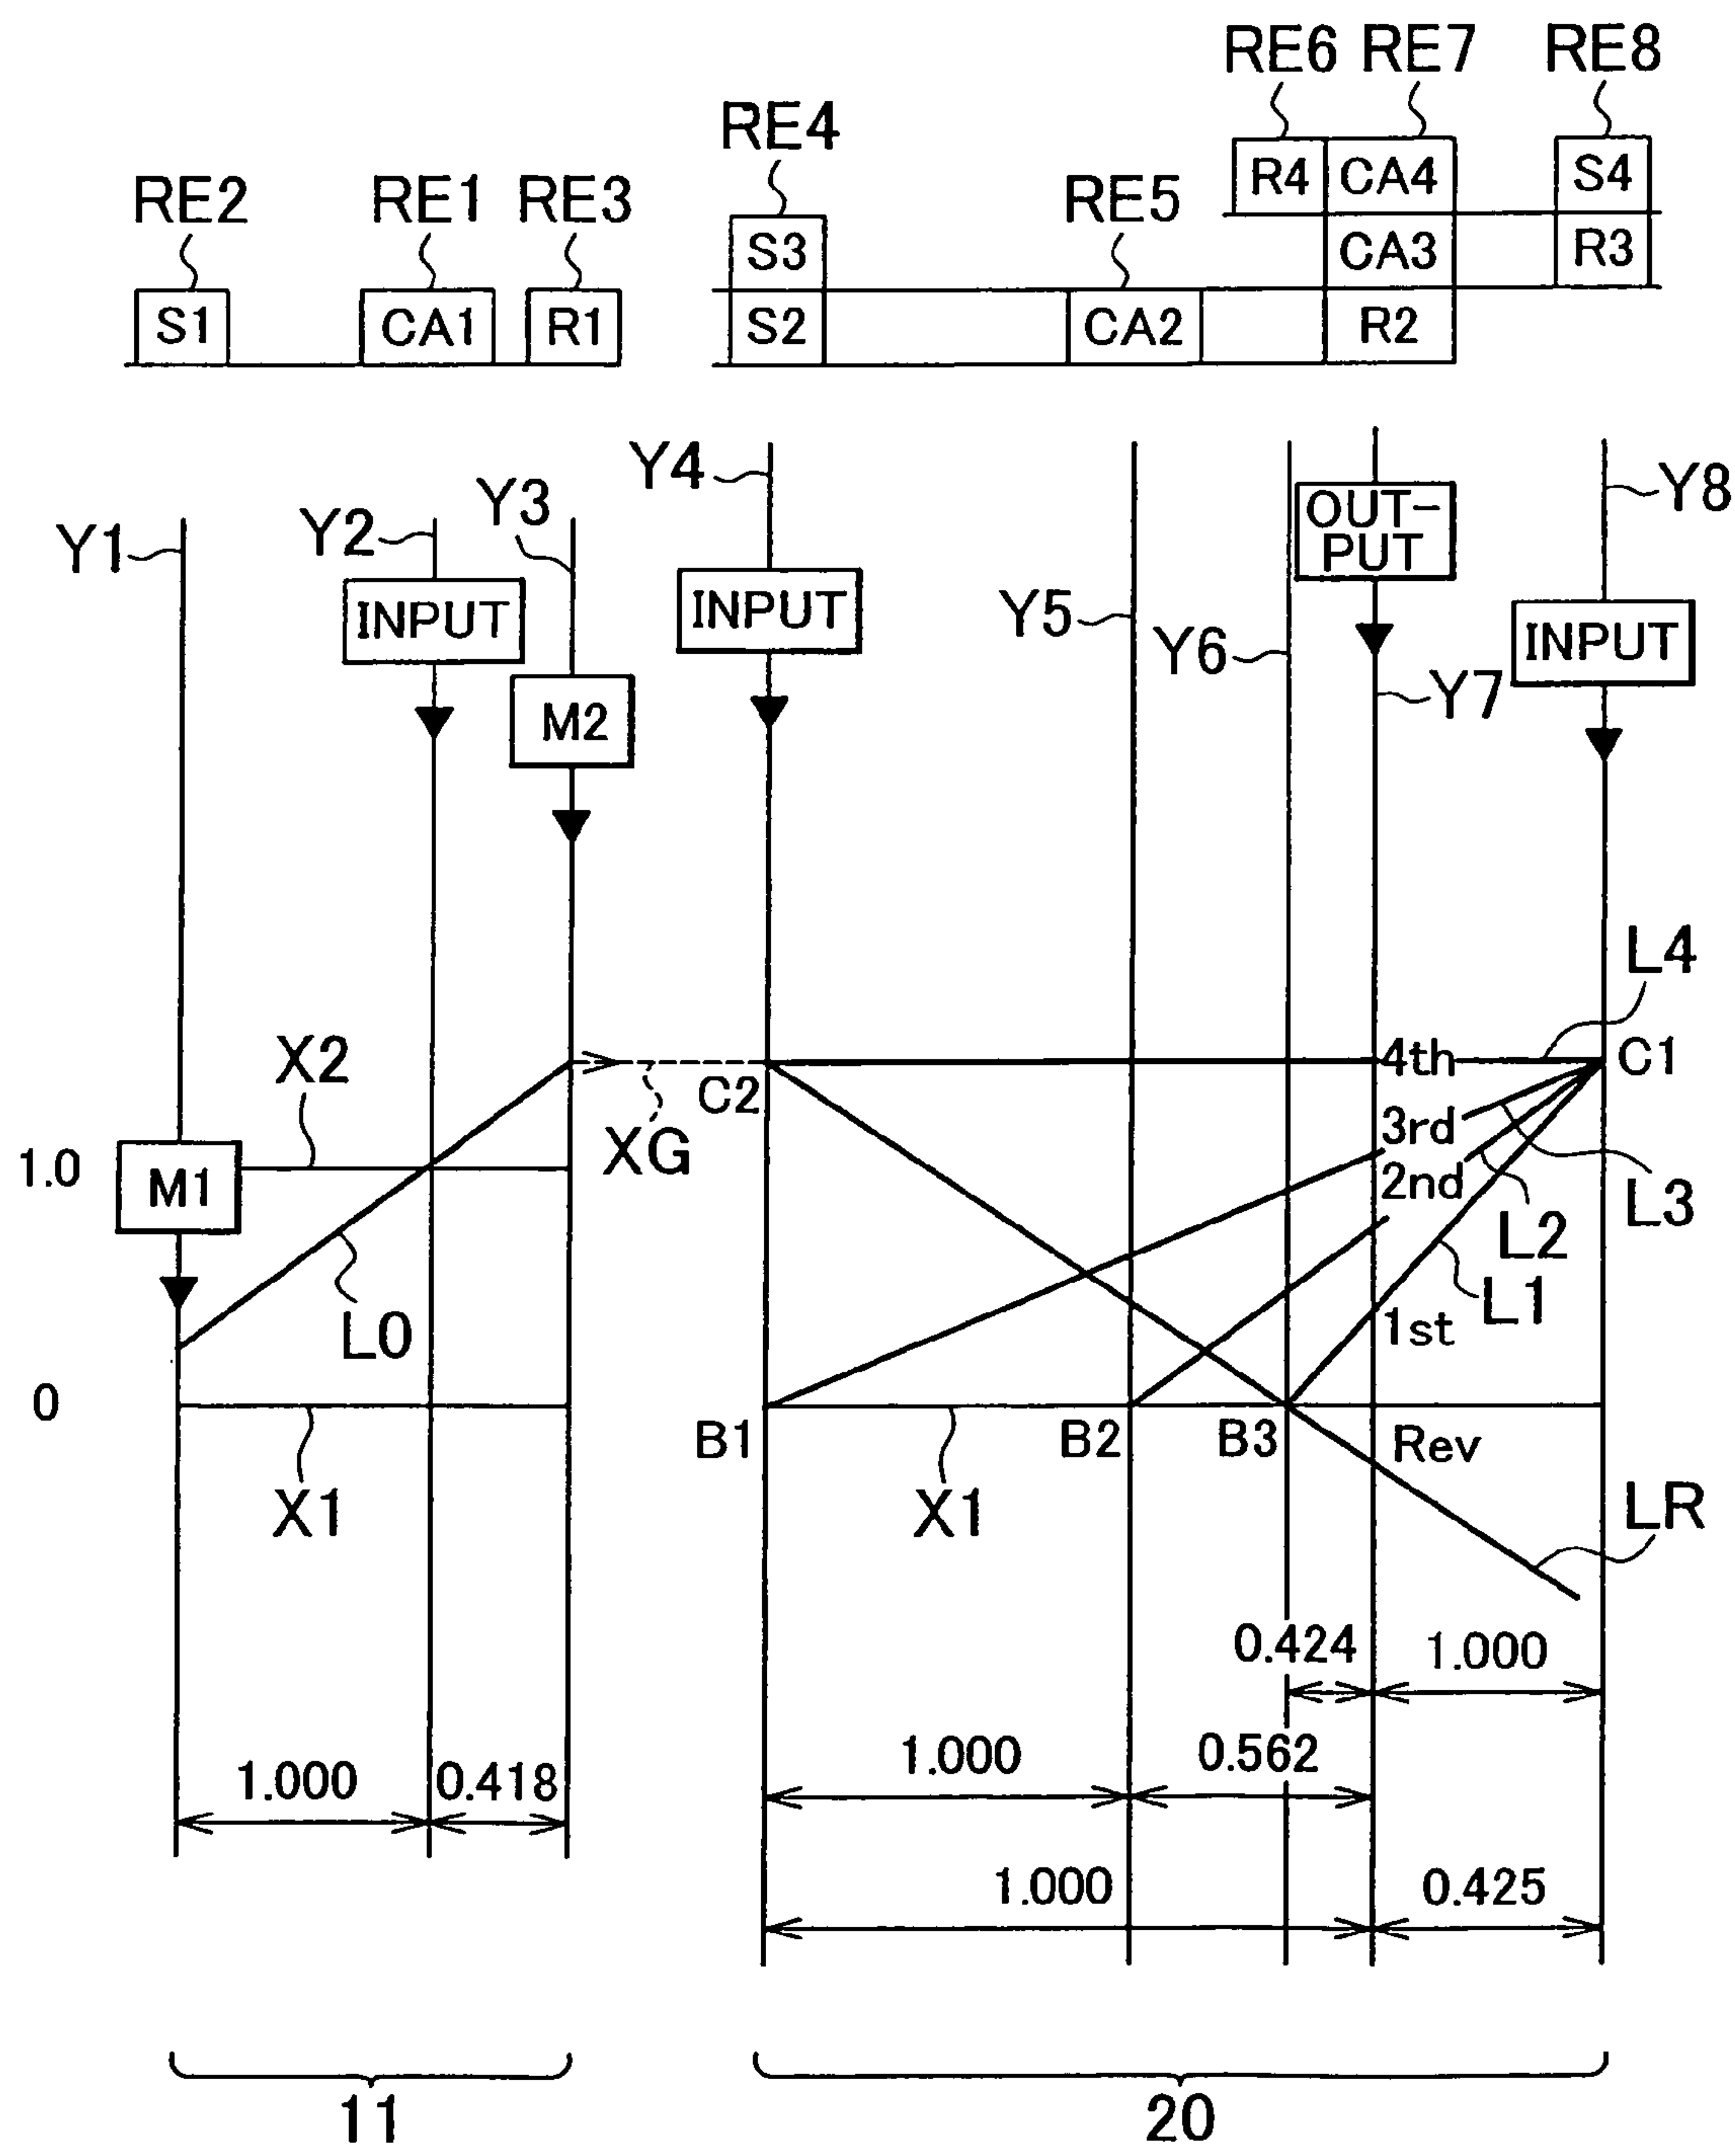 RE6 RE7 RE8
RE4
RE2 RE1 RE3 RE5
R4 CA4 S4
S3 CA3 R3
S1 CA1 R1 S2 CA2 R2
Y1 Y2 Y3 Y4 Y5 Y6 Y7 Y8
OUT-
PUT
INPUT INPUT INPUT
M2
L4
X2 4th C1
C2
XG 3rd
1.0 M1 2nd L3
L2
L0 1st L1
0
B1 B2 B3 Rev
X1 X1 LR
0.424 1.000
1.000 0.562
1.000 0.418
1.000 0.425
11 20